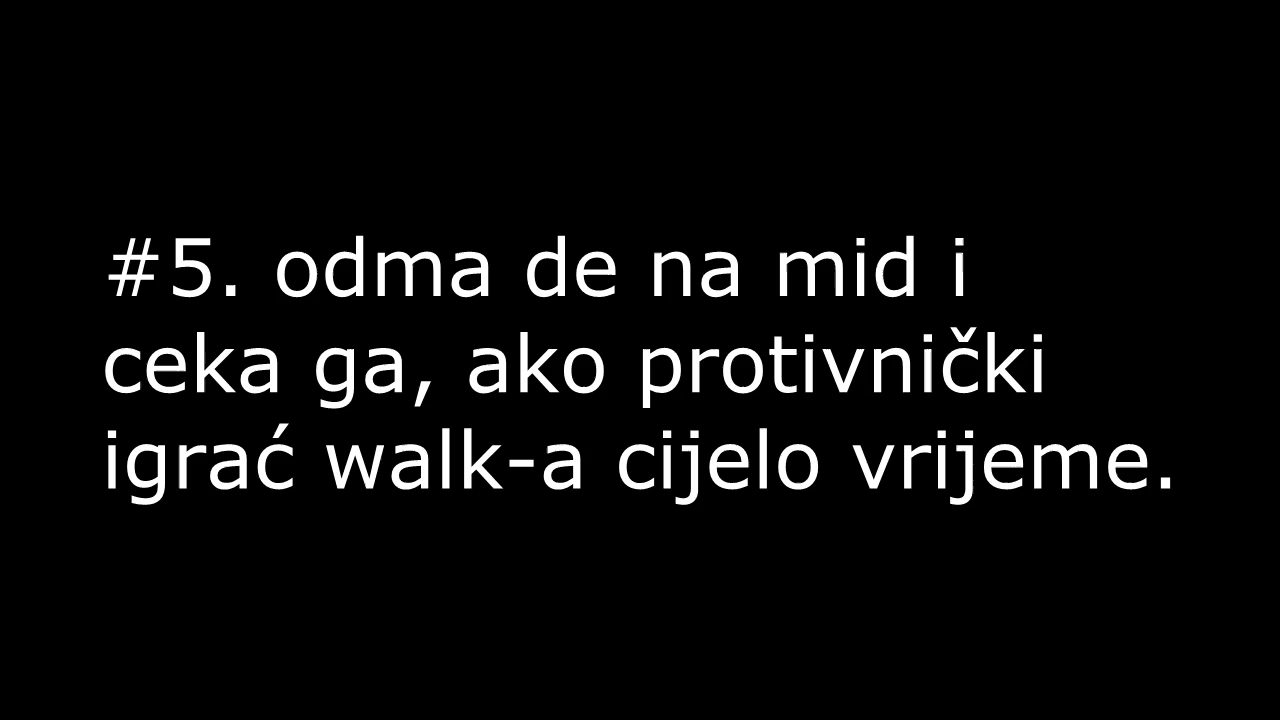 #5. odma de na mid i
ceka ga, ako protivnički
igrać walk-a cijelo vrijeme.